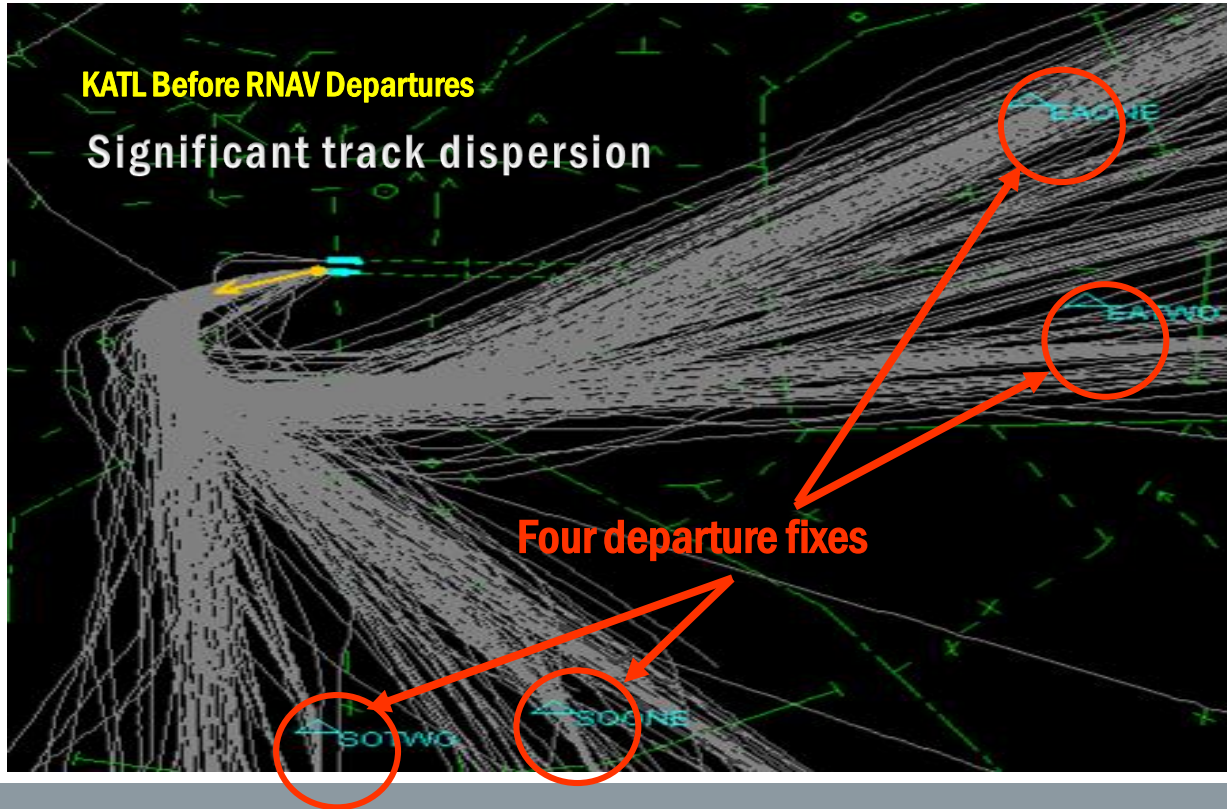 KATL Before RNAV Departures
Significant track dispersion
EAONE
EATWO
Four departure fixes
SOONE
SOTWO